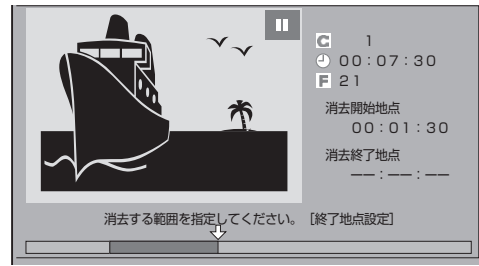 C 1
00:07:30
F 21
消去開始地点
00:01:30
消去終了地点
――:――:――
消去する範囲を指定してください。［終了地点設定］